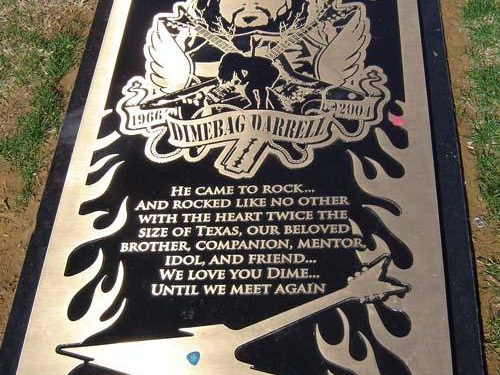 1966 2004
DIMEBAG DARRELL
HE CAME TO ROCK...
AND ROCKED LIKE NO OTHER
WITH THE HEART TWICE THE
SIZE OF TEXAS, OUR BELOVED
BROTHER, COMPANION, MENTOR,
IDOL, AND FRIEND...
WE LOVE YOU DIME...
UNTIL WE MEET AGAIN